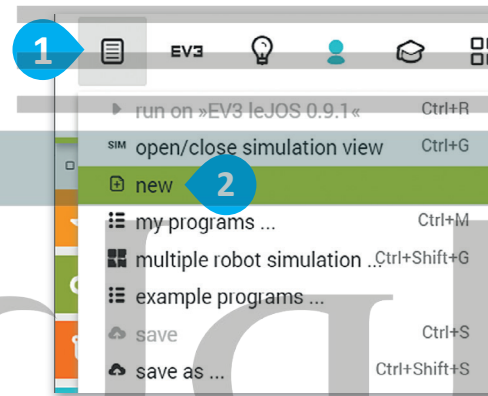 1
EV3
run on »EV3 leJOS 0.9.1« Ctrl+R
SIM open/close simulation view Ctrl+G
new 2
my programs ... Ctrl+M
multiple robot simulation ... Ctrl+Shift+G
example programs ...
save Ctrl+S
save as ... Ctrl+Shift+S